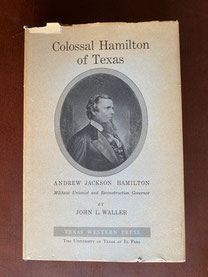 Colossal Hamilton
of Texas
ANDREW JACKSON HAMILTON
Militant Unionist and Reconstruction Governor
BY
JOHN L. WALLER
TEXAS WESTERN PRESS
THE UNIVERSITY OF TEXAS AT EL PASO